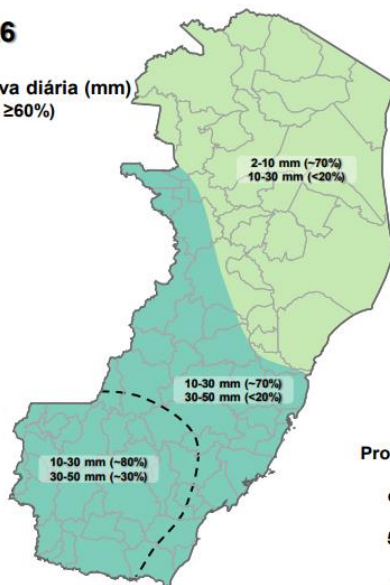 6
va diária (mm)
≥60%)
2-10 mm (~70%)
10-30 mm (<20%)
10-30 mm (~70%)
30-50 mm (<20%)
10-30 mm (~80%)
30-50 mm (~30%)
Pro